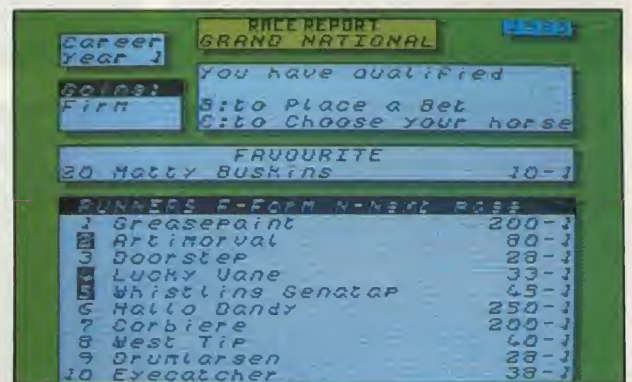 RACE REPORT
GRAND NATIONAL
Career
Year 1
You have qualified
Going:
Firm
B:to Place a Bet
C:to Choose your horse
FAVOURITE
20 Matty Buskins 10-1
RUNNERS F-Form N-Next Page
1 Greasepaint 200-1
2 Artimorval 80-1
3 Doorstep 28-1
4 Lucky Vane 33-1
5 Whistling Senatap 45-1
6 Hallo Dandy 250-1
7 Corbiere 200-1
8 West Tip 40-1
9 Drumlarsen 28-1
10 Eyecatcher 38-1